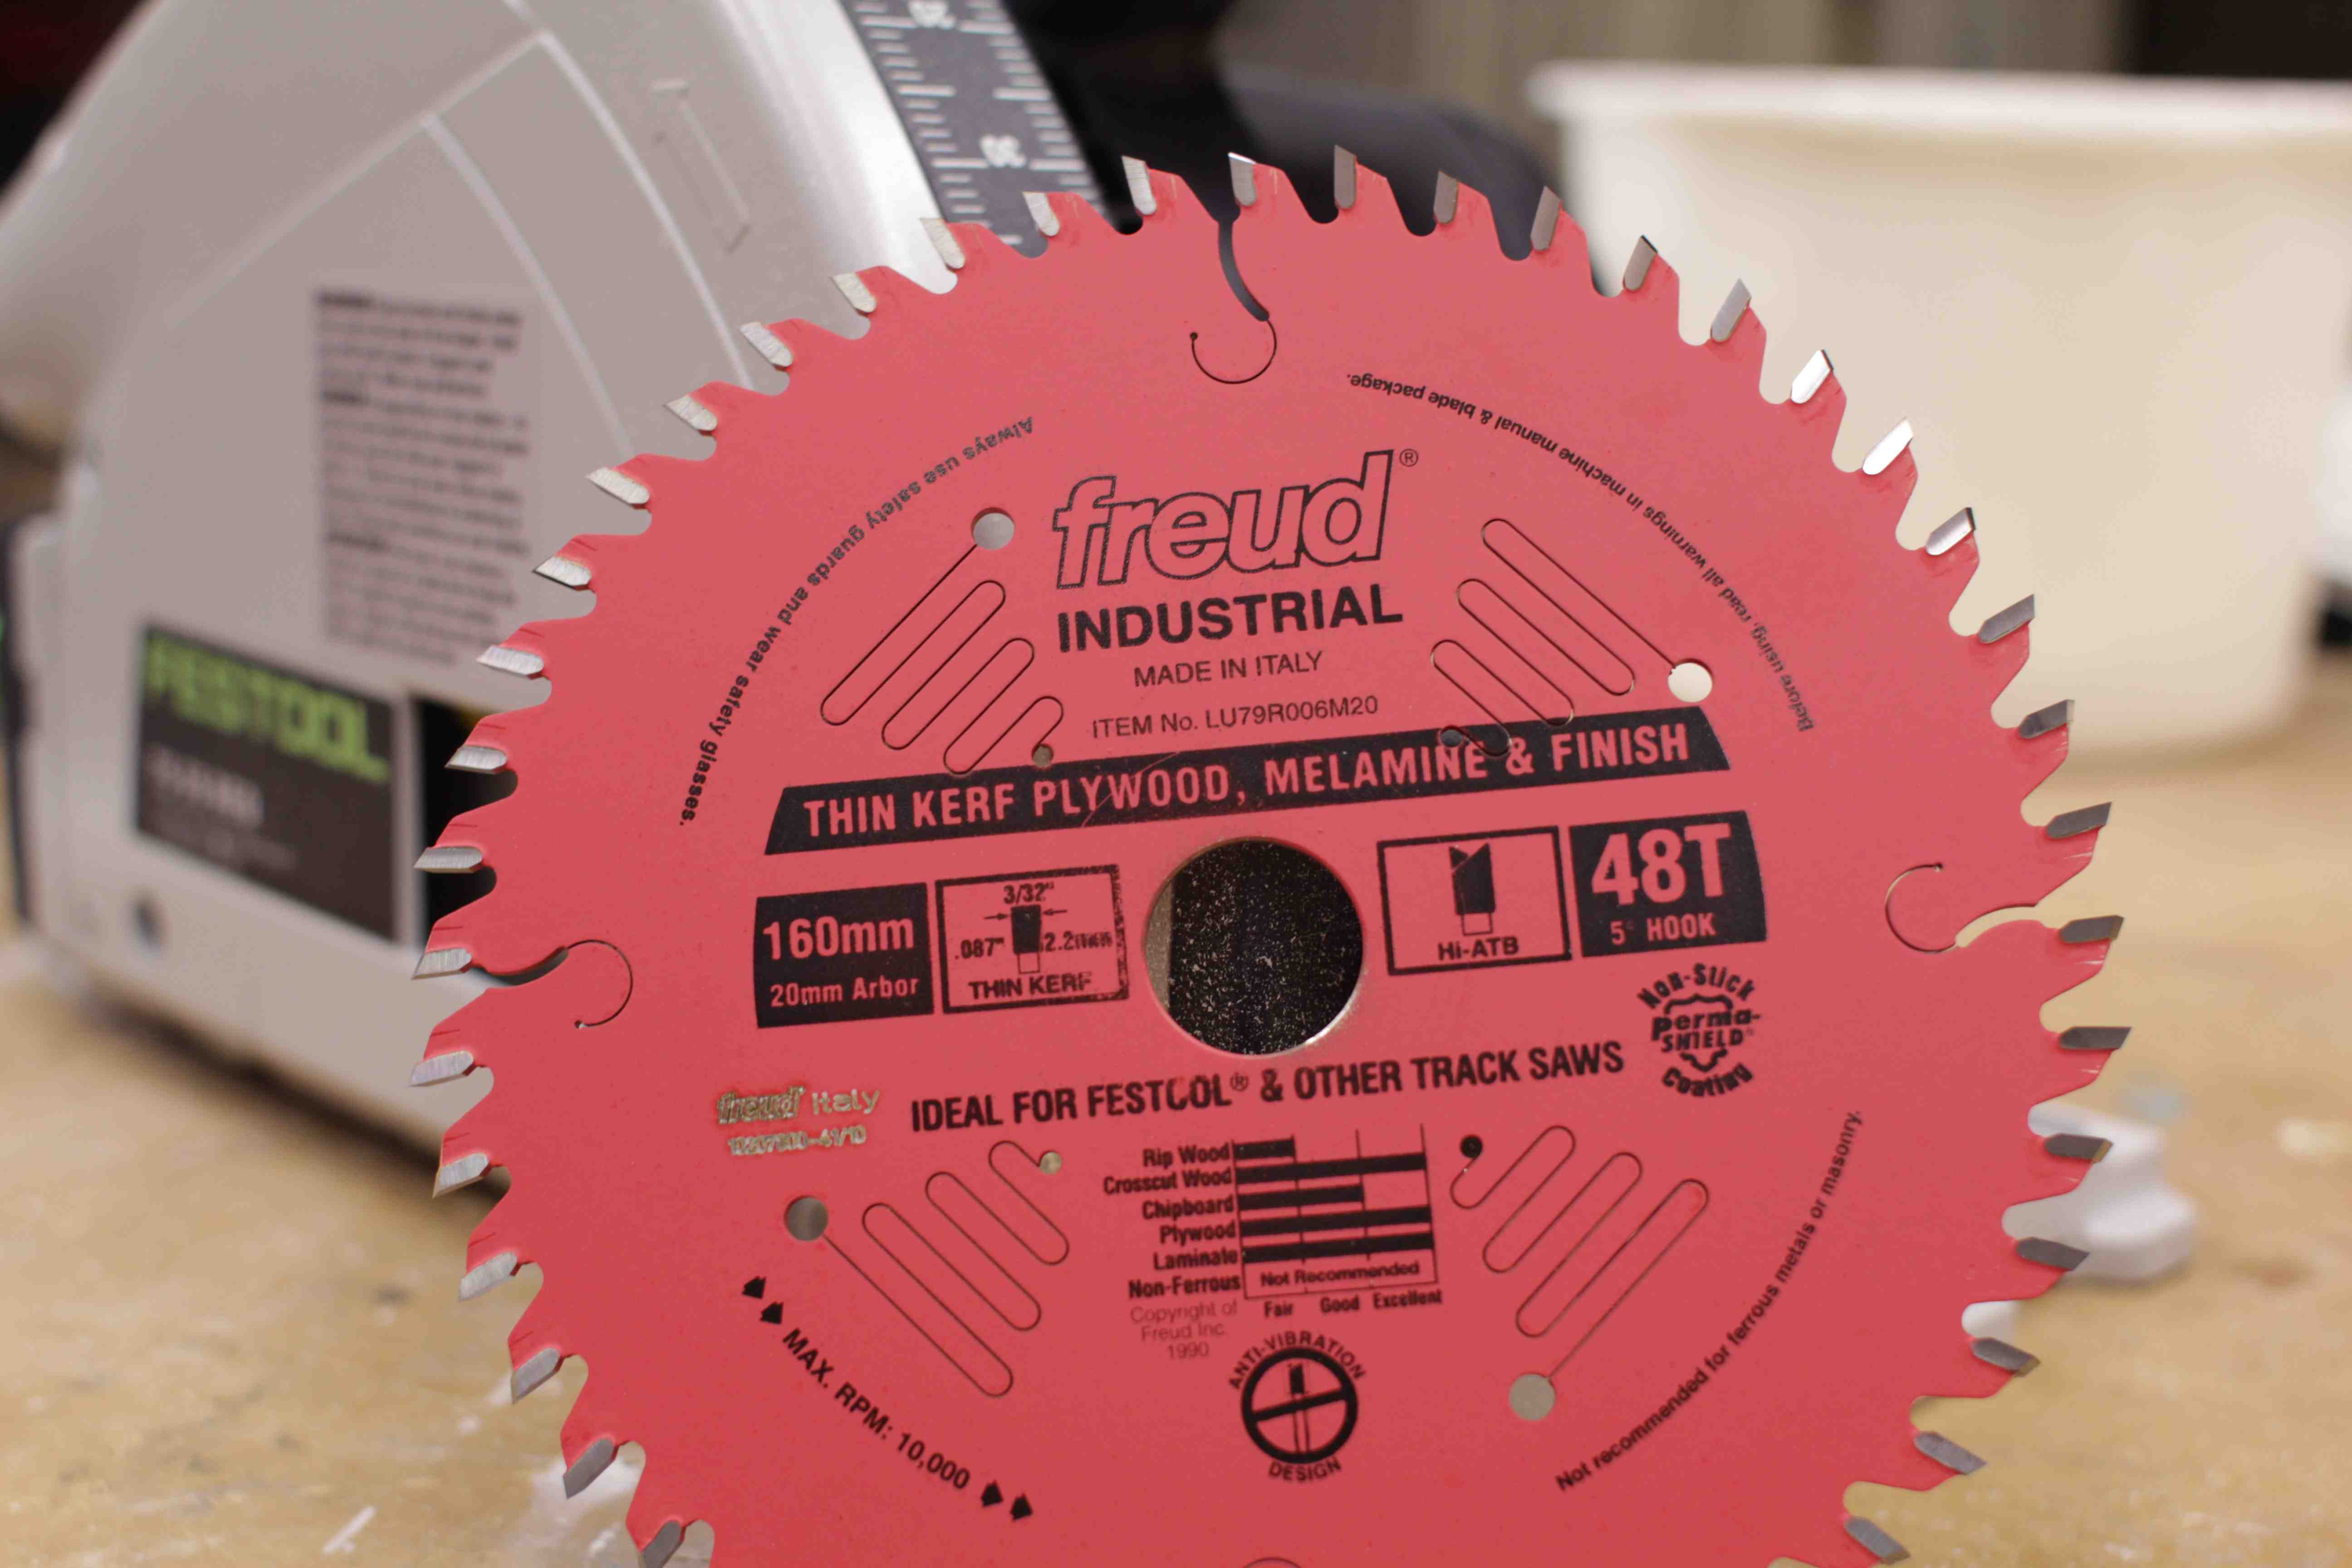 30
FESTOOL
Always use safety guards and wear safety glasses.
Before using, read all warnings in machine manual & blade package.
freud®
INDUSTRIAL
MADE IN ITALY
ITEM No. LU79R006M20
THIN KERF PLYWOOD, MELAMINE & FINISH
160mm
20mm Arbor
3/32"
.087" 2.2mm
THIN KERF
Hi-ATB
48T
5° HOOK
Non-Stick
Perma-
SHIELD®
Coating
IDEAL FOR FESTOOL® & OTHER TRACK SAWS
freud Italy
Rip Wood
Crosscut Wood
Chipboard
Plywood
Laminate
Non-Ferrous Not Recommended
Fair Good Excellent
Copyright of
Freud Inc.
1990
ANTI-VIBRATION
DESIGN
MAX. RPM: 10,000
Not recommended for ferrous metals or masonry.